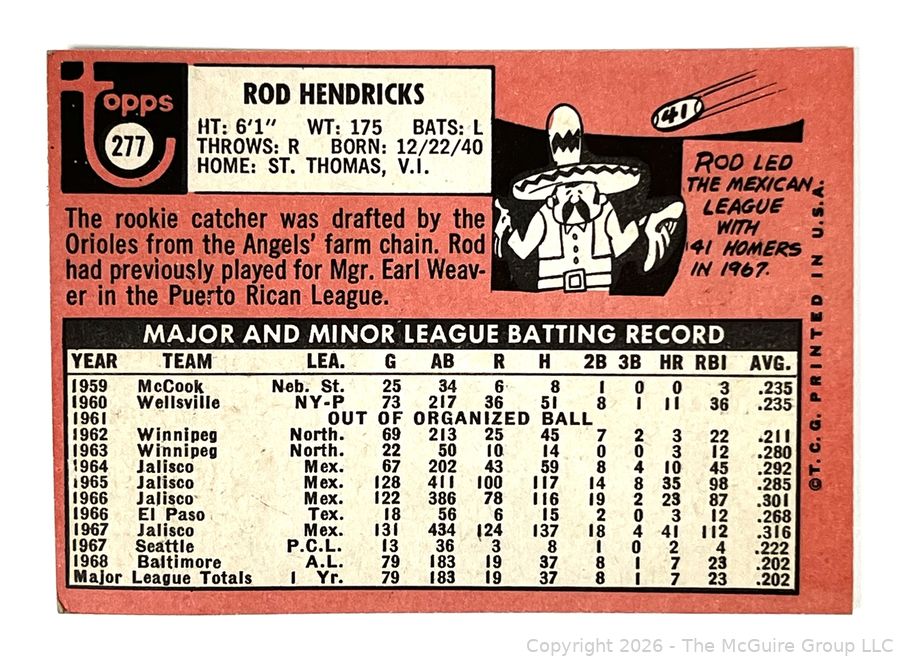 topps
277
ROD HENDRICKS
HT: 6'1" WT: 175 BATS: L
THROWS: R BORN: 12/22/40
HOME: ST. THOMAS, V.I.
41
ROD LED
THE MEXICAN
LEAGUE
WITH
41 HOMERS
IN 1967.
The rookie catcher was drafted by the
Orioles from the Angels' farm chain. Rod
had previously played for Mgr. Earl Weav-
er in the Puerto Rican League.
MAJOR AND MINOR LEAGUE BATTING RECORD
YEAR TEAM LEA. G AB R H 2B 3B HR RBI AVG.
1959 McCook Neb. St. 25 34 6 8 1 0 0 3 .235
1960 Wellsville NY-P 73 217 36 51 8 1 11 36 .235
1961 OUT OF ORGANIZED BALL
1962 Winnipeg North. 69 213 25 45 7 2 3 22 .211
1963 Winnipeg North. 22 50 10 14 0 0 3 12 .280
1964 Jalisco Mex. 67 202 43 59 8 4 10 45 .292
1965 Jalisco Mex. 128 411 100 117 14 8 35 98 .285
1966 Jalisco Mex. 122 386 78 116 19 2 23 87 .301
1966 El Paso Tex. 18 56 6 15 2 0 3 12 .268
1967 Jalisco Mex. 131 434 124 137 18 4 41 112 .316
1967 Seattle P.C.L. 13 36 3 8 1 0 2 4 .222
1968 Baltimore A.L. 79 183 19 37 8 1 7 23 .202
Major League Totals 1 Yr. 79 183 19 37 8 1 7 23 .202
©T.C.G. PRINTED IN U.S.A.
Copyright 2026 - The McGuire Group LLC